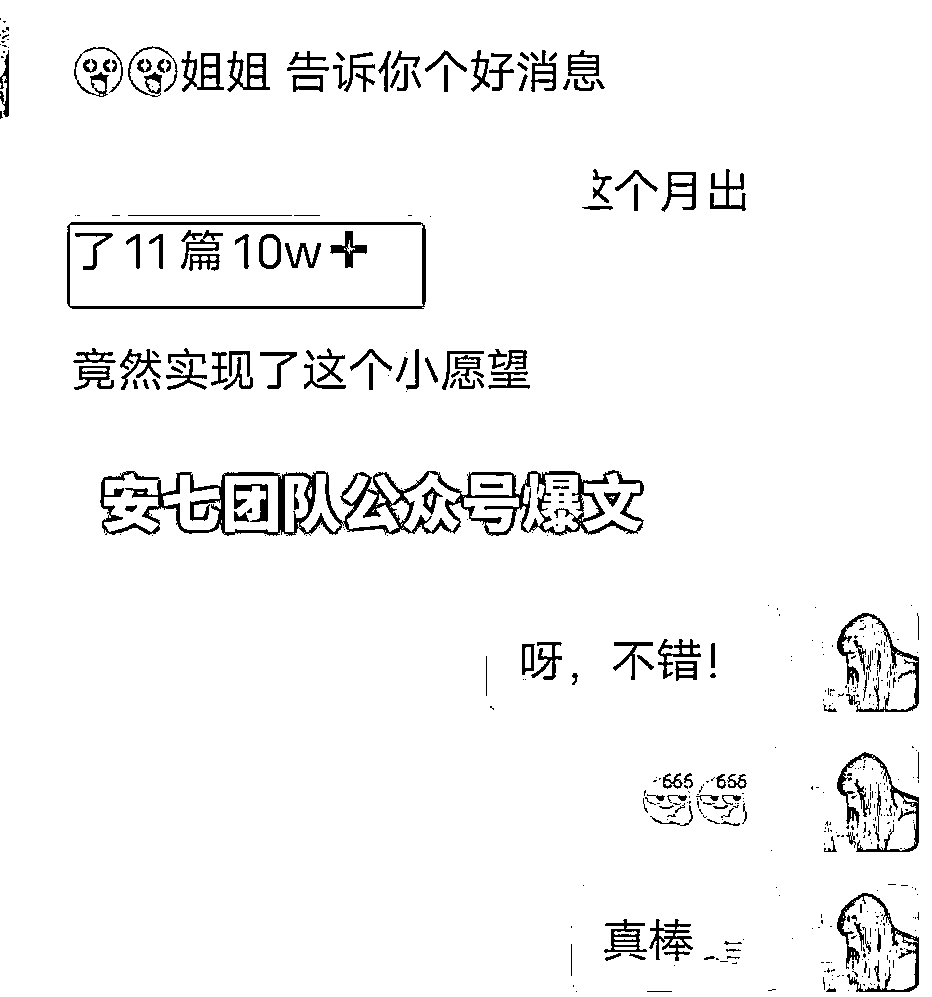 姐姐 告诉你个好消息
这个月出
了11篇10w+
竟然实现了这个小愿望
安七团队公众号爆文
呀，不错！
666 666
真棒